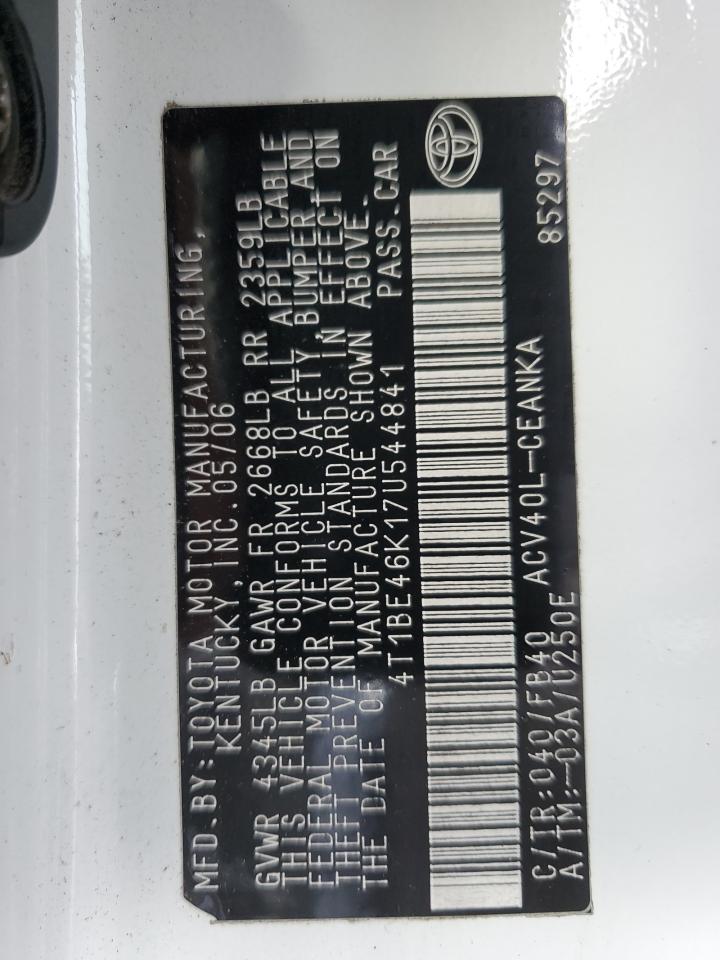 MFD.BY:TOYOTA MOTOR MANUFACTURING,
KENTUCKY, INC.05/06
GVWR 4345LB GAWR FR 2668LB RR 2359LB
THIS VEHICLE CONFORMS TO ALL APPLICABLE
FEDERAL MOTOR VEHICLE SAFETY, BUMPER, AND
THEFT PREVENTION STANDARDS IN EFFECT ON
THE DATE OF MANUFACTURE SHOWN ABOVE.
4T1BE46K17U544841 PASS.CAR
C/TR:040/FB40 ACV40L-CEANKA 85297
A/TM:-03A/U250E